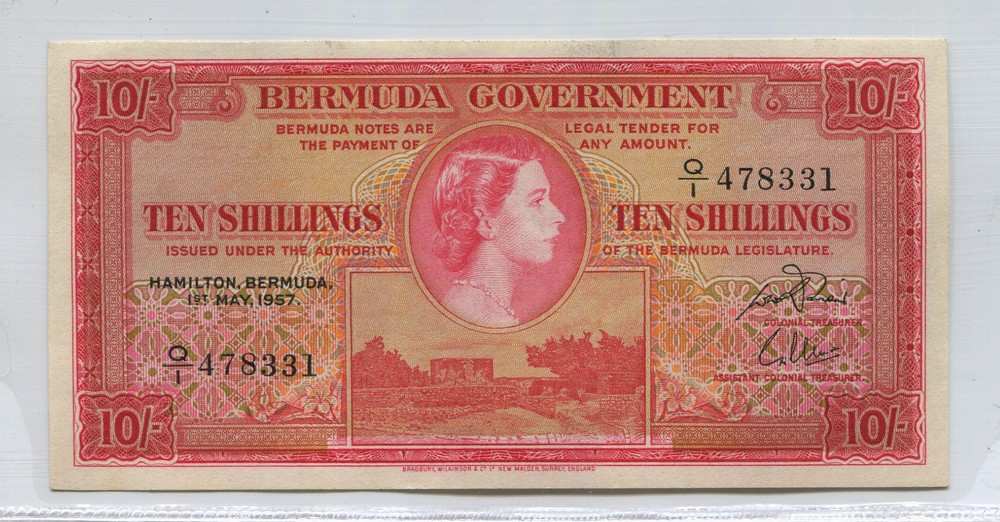 10/-
10/-
BERMUDA GOVERNMENT
BERMUDA NOTES ARE LEGAL TENDER FOR
THE PAYMENT OF ANY AMOUNT.
Q/1 478331
TEN SHILLINGS TEN SHILLINGS
ISSUED UNDER THE AUTHORITY OF THE BERMUDA LEGISLATURE.
HAMILTON, BERMUDA,
1ST MAY, 1957.
COLONIAL TREASURER.
Q/1 478331
ASSISTANT COLONIAL TREASURER.
10/-
10/-
BRADBURY, WILKINSON & Co Ld NEW MALDEN, SURREY, ENGLAND